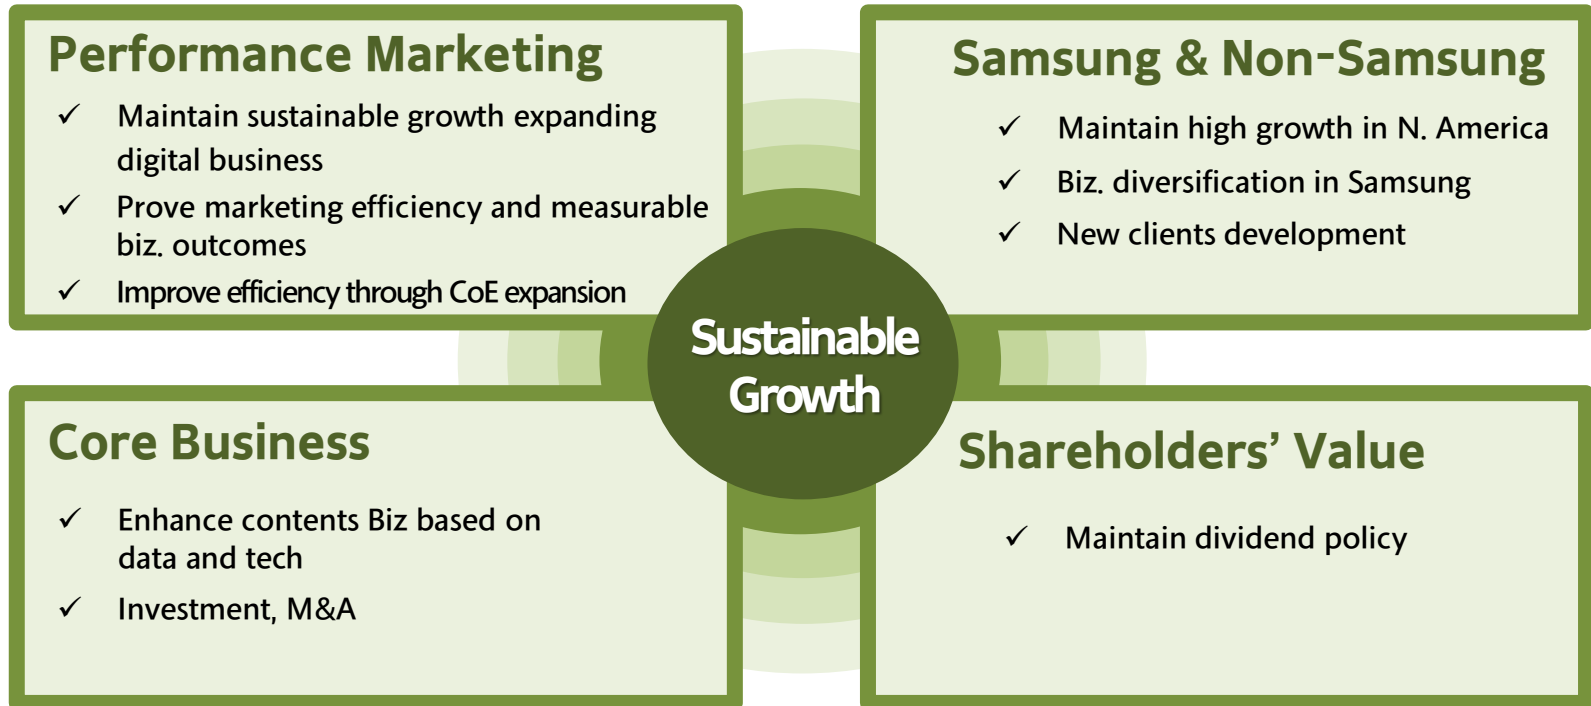 Performance Marketing
✓ Maintain sustainable growth expanding
digital business
✓ Prove marketing efficiency and measurable
biz. outcomes
✓ Improve efficiency through CoE expansion
Samsung & Non-Samsung
✓ Maintain high growth in N. America
✓ Biz. diversification in Samsung
✓ New clients development
Sustainable
Growth
Core Business
✓ Enhance contents Biz based on
data and tech
✓ Investment, M&A
Shareholders’ Value
✓ Maintain dividend policy